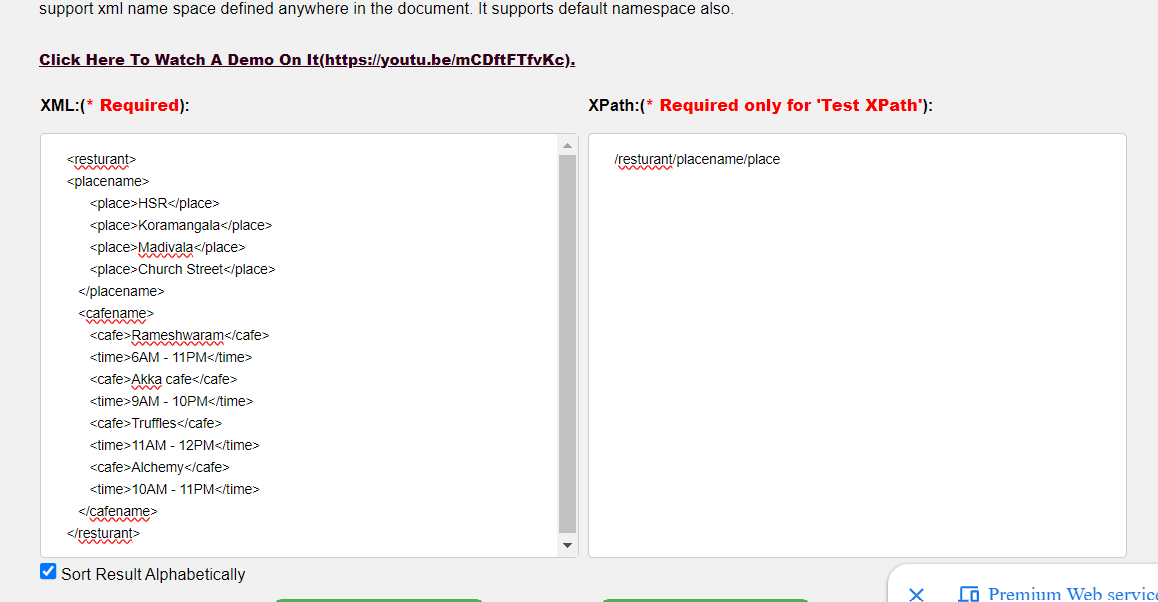 support xml name space defined anywhere in the document. It supports default namespace also.
Click Here To Watch A Demo On It(https://youtu.be/mCDftFTfvKc).
XML:(* Required):
<resturant>
<placename>
<place>HSR</place>
<place>Koramangala</place>
<place>Madivala</place>
<place>Church Street</place>
</placename>
<cafename>
<cafe>Rameshwaram</cafe>
<time>6AM - 11PM</time>
<cafe>Akka cafe</cafe>
<time>9AM - 10PM</time>
<cafe>Truffles</cafe>
<time>11AM - 12PM</time>
<cafe>Alchemy</cafe>
<time>10AM - 11PM</time>
</cafename>
</resturant>
Sort Result Alphabetically
XPath:(* Required only for 'Test XPath'):
/resturant/placename/place
Premium Web service